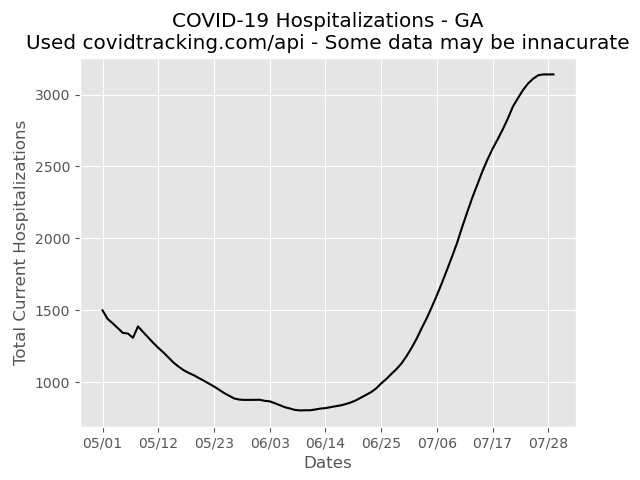 COVID-19 Hospitalizations - GA
Used covidtracking.com/api - Some data may be innacurate
Total Current Hospitalizations
3000
2500
2000
1500
1000
05/01 05/12 05/23 06/03 06/14 06/25 07/06 07/17 07/28
Dates